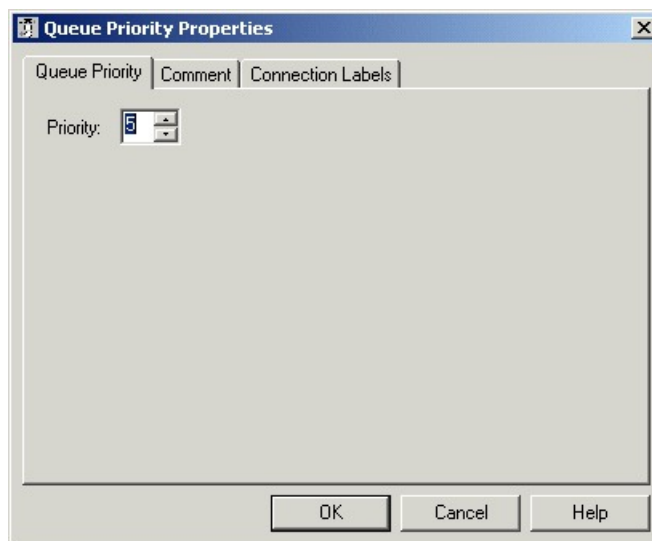 Queue Priority Properties
Queue Priority Comment Connection Labels
Priority: 5
OK Cancel Help